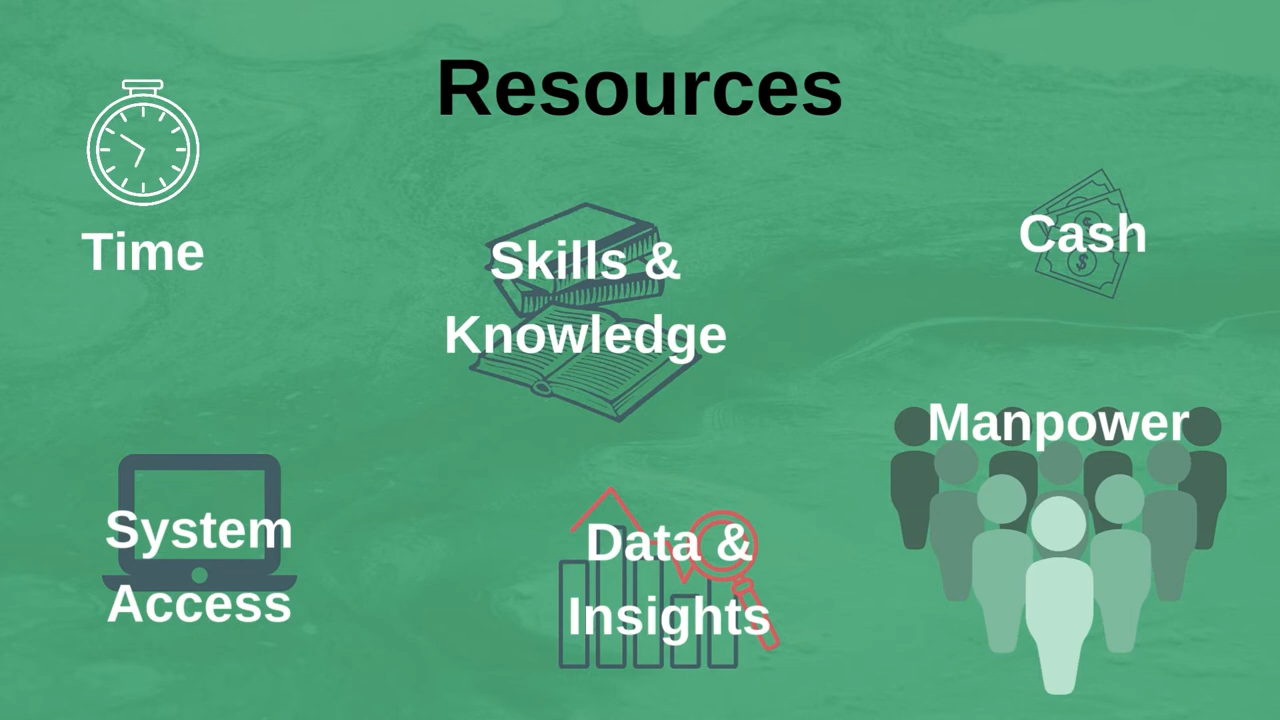 Resources
Time
Skills &
Knowledge
Cash
Manpower
System
Access
Data &
Insights